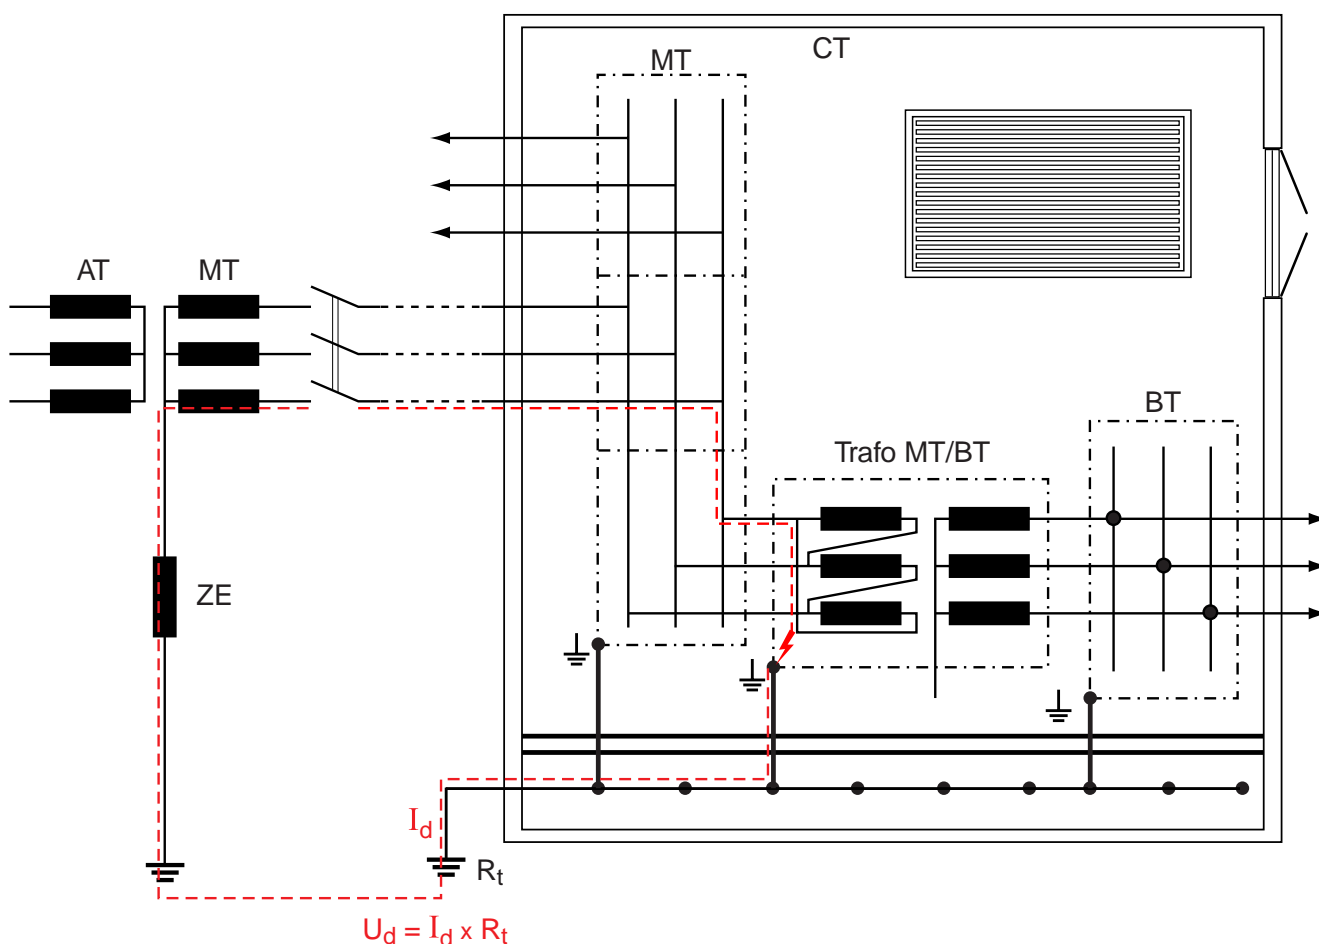 CT
MT
AT
MT
BT
Trafo MT/BT
ZE
Id
Rt
Ud = Id x Rt